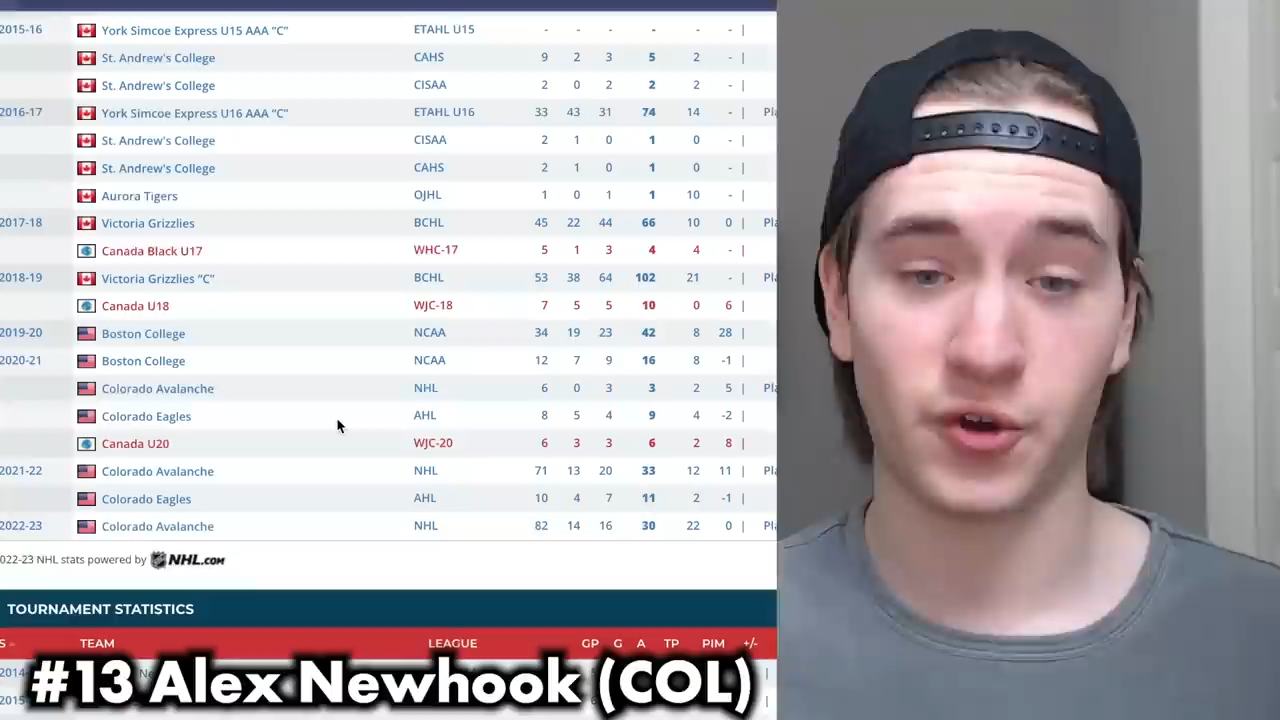 2015-16 York Simcoe Express U15 AAA “C” ETAHL U15 - - - - - - |
St. Andrew's College CAHS 9 2 3 5 2 - |
St. Andrew's College CISAA 2 0 2 2 2 - |
2016-17 York Simcoe Express U16 AAA “C” ETAHL U16 33 43 31 74 14 - | Pla
St. Andrew's College CISAA 2 1 0 1 0 - |
St. Andrew's College CAHS 2 1 0 1 0 - |
Aurora Tigers OJHL 1 0 1 1 10 - |
2017-18 Victoria Grizzlies BCHL 45 22 44 66 10 0 | Pla
Canada Black U17 WHC-17 5 1 3 4 4 - |
2018-19 Victoria Grizzlies “C” BCHL 53 38 64 102 21 - | Pla
Canada U18 WJC-18 7 5 5 10 0 6 |
2019-20 Boston College NCAA 34 19 23 42 8 28 |
2020-21 Boston College NCAA 12 7 9 16 8 -1 |
Colorado Avalanche NHL 6 0 3 3 2 5 | Pla
Colorado Eagles AHL 8 5 4 9 4 -2 |
Canada U20 WJC-20 6 3 3 6 2 8 |
2021-22 Colorado Avalanche NHL 71 13 20 33 12 11 | Pla
Colorado Eagles AHL 10 4 7 11 2 -1 |
2022-23 Colorado Avalanche NHL 82 14 16 30 22 0 | Pla
022-23 NHL stats powered by NHL.COM
TOURNAMENT STATISTICS
S TEAM LEAGUE GP G A TP PIM +/-
#13 Alex Newhook (COL)